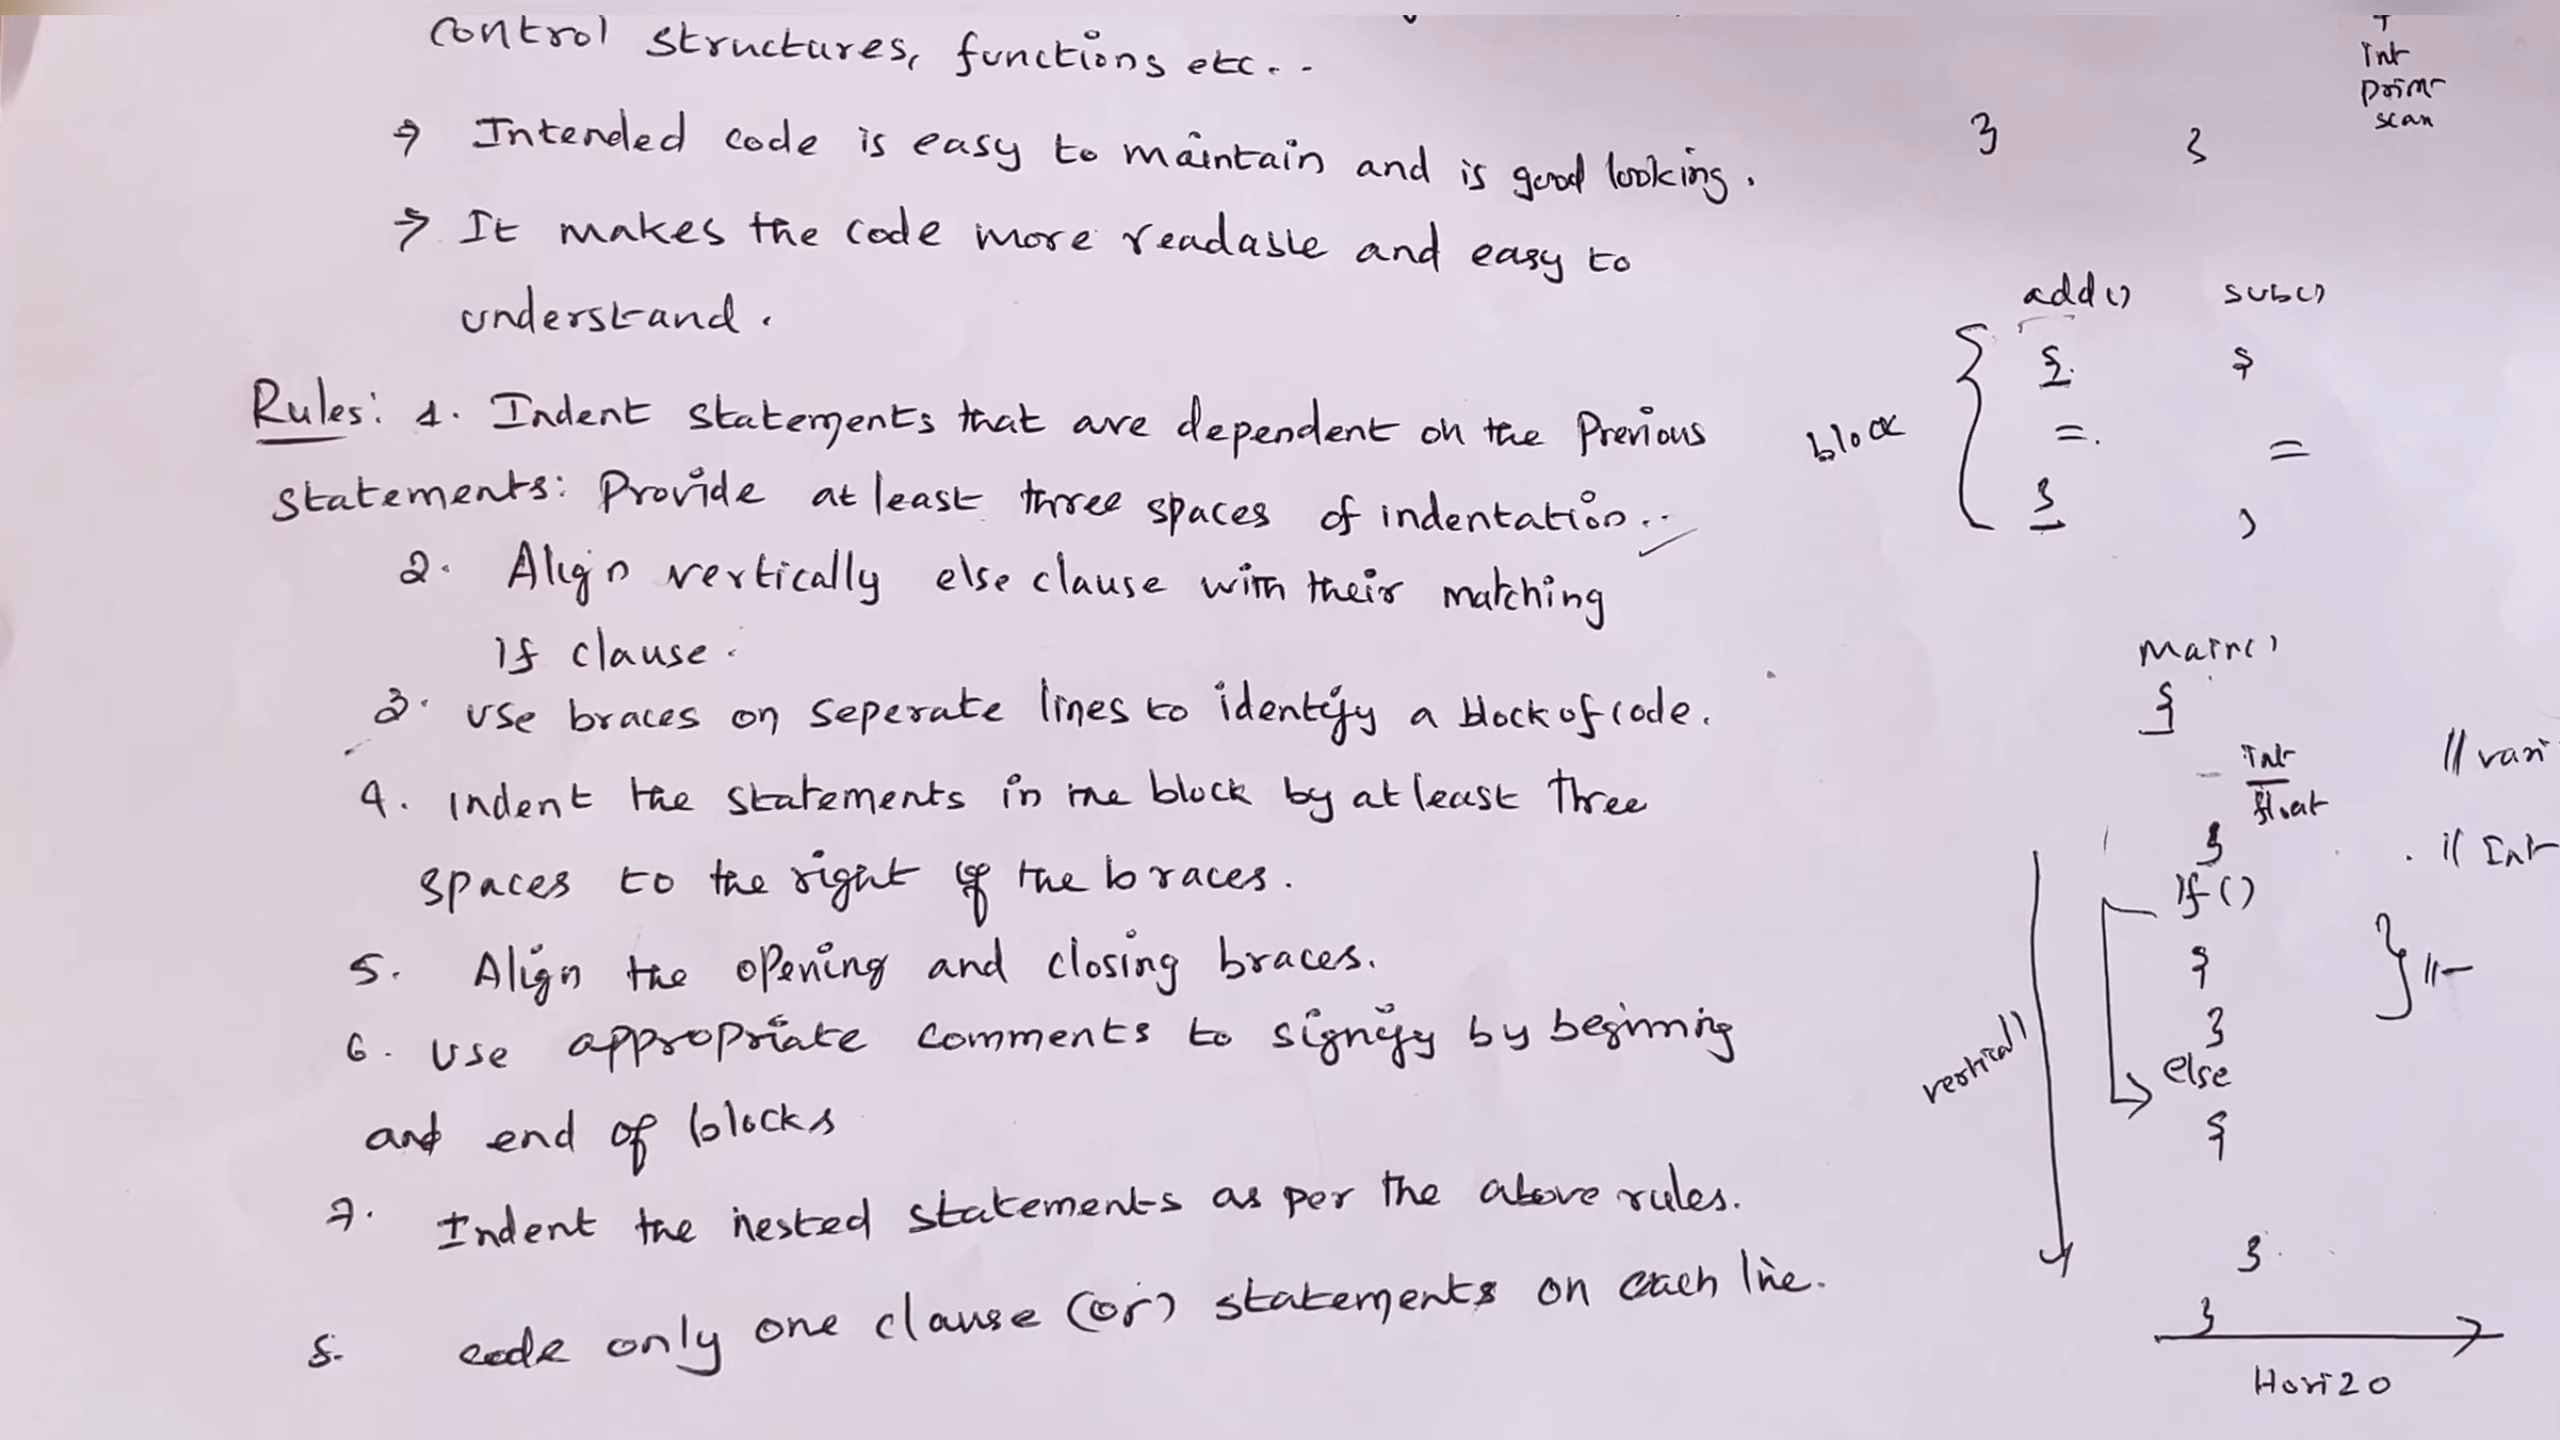 control structures, functions etc..
→ Intended code is easy to maintain and is good looking.
→ It makes the code more readable and easy to
understand.
Rules: 1. Indent statements that are dependent on the Previous
statements: Provide at least three spaces of indentation..
2. Align vertically else clause with their matching
if clause.
3. use braces on seperate lines to identify a block of code.
4. Indent the statements in the block by at least three
spaces to the right of the braces.
5. Align the opening and closing braces.
6. Use appropriate comments to signify by beginning
and end of blocks
7. Indent the nested statements as per the above rules.
8. code only one clause (or) statements on each line.
int
print
scan
} }
add() sub()
block { { {
= =
} }
main()
{
int // vari
float
} // Int
if()
{ } //-
}
else
{
}
}
vertical
Horizo